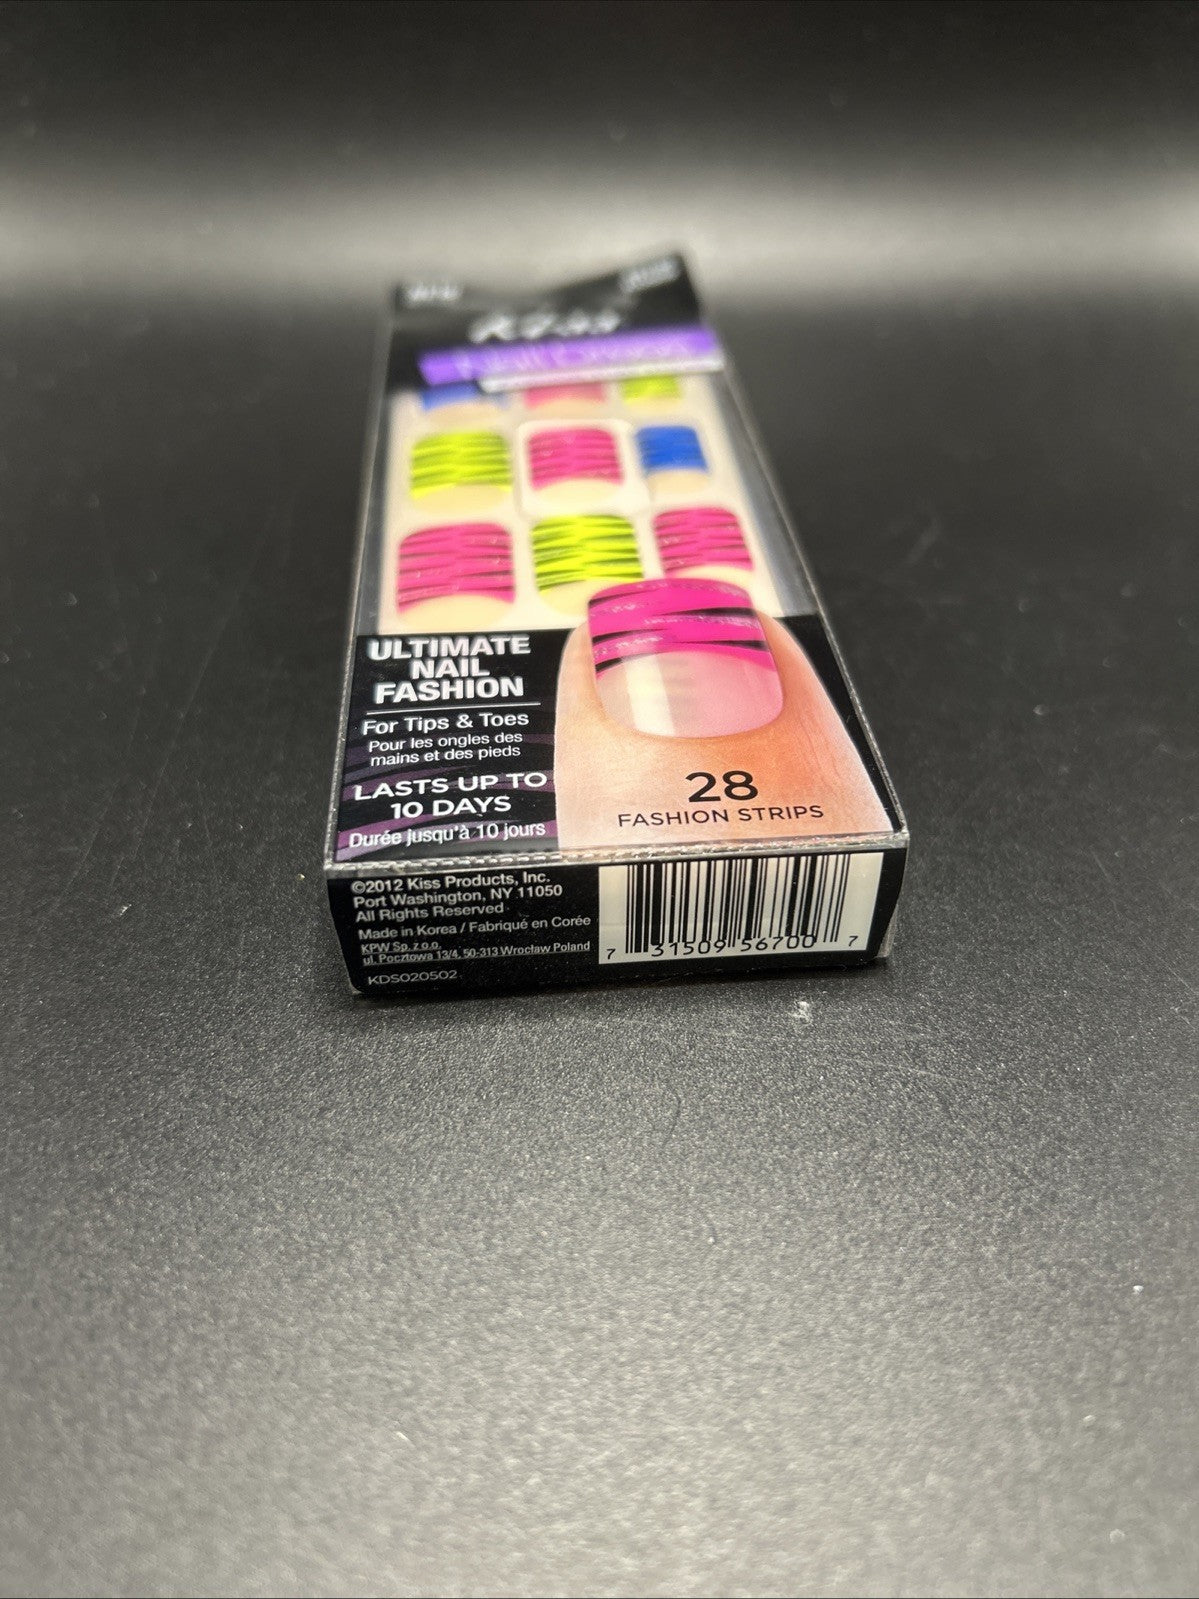 Kiss
ULTIMATE
NAIL
FASHION
For Tips & Toes
Pour les ongles des
mains et des pieds
LASTS UP TO
10 DAYS
Durée jusqu'à 10 jours
28
FASHION STRIPS
©2012 Kiss Products, Inc.
Port Washington, NY 11050
All Rights Reserved
Made in Korea / Fabriqué en Corée
KPW Sp. z o.o.
ul. Pocztowa 13/4, 50-313 Wrocław Poland
KDS020502
7 31509 56700 7